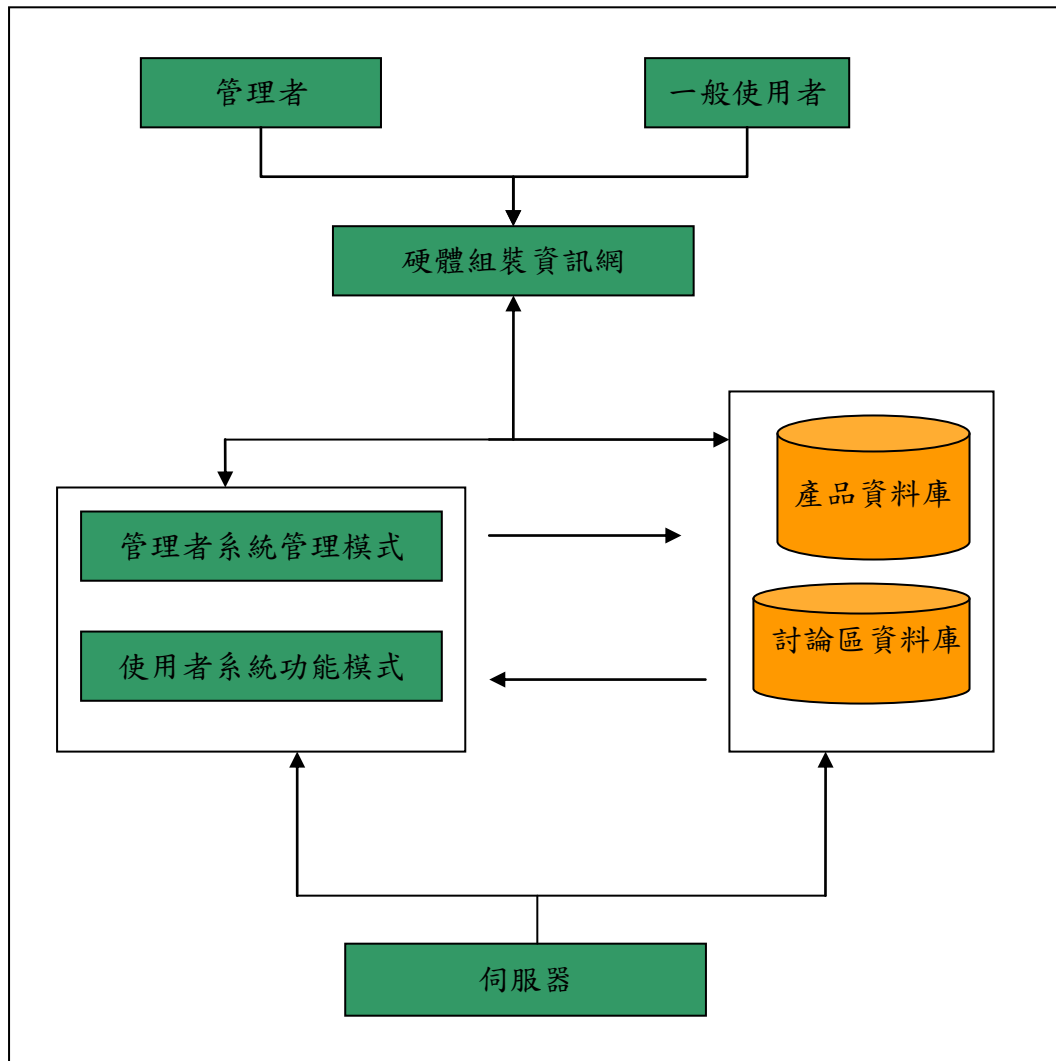 管理者
一般使用者
硬體組裝資訊網
產品資料庫
管理者系統管理模式
討論區資料庫
使用者系統功能模式
伺服器